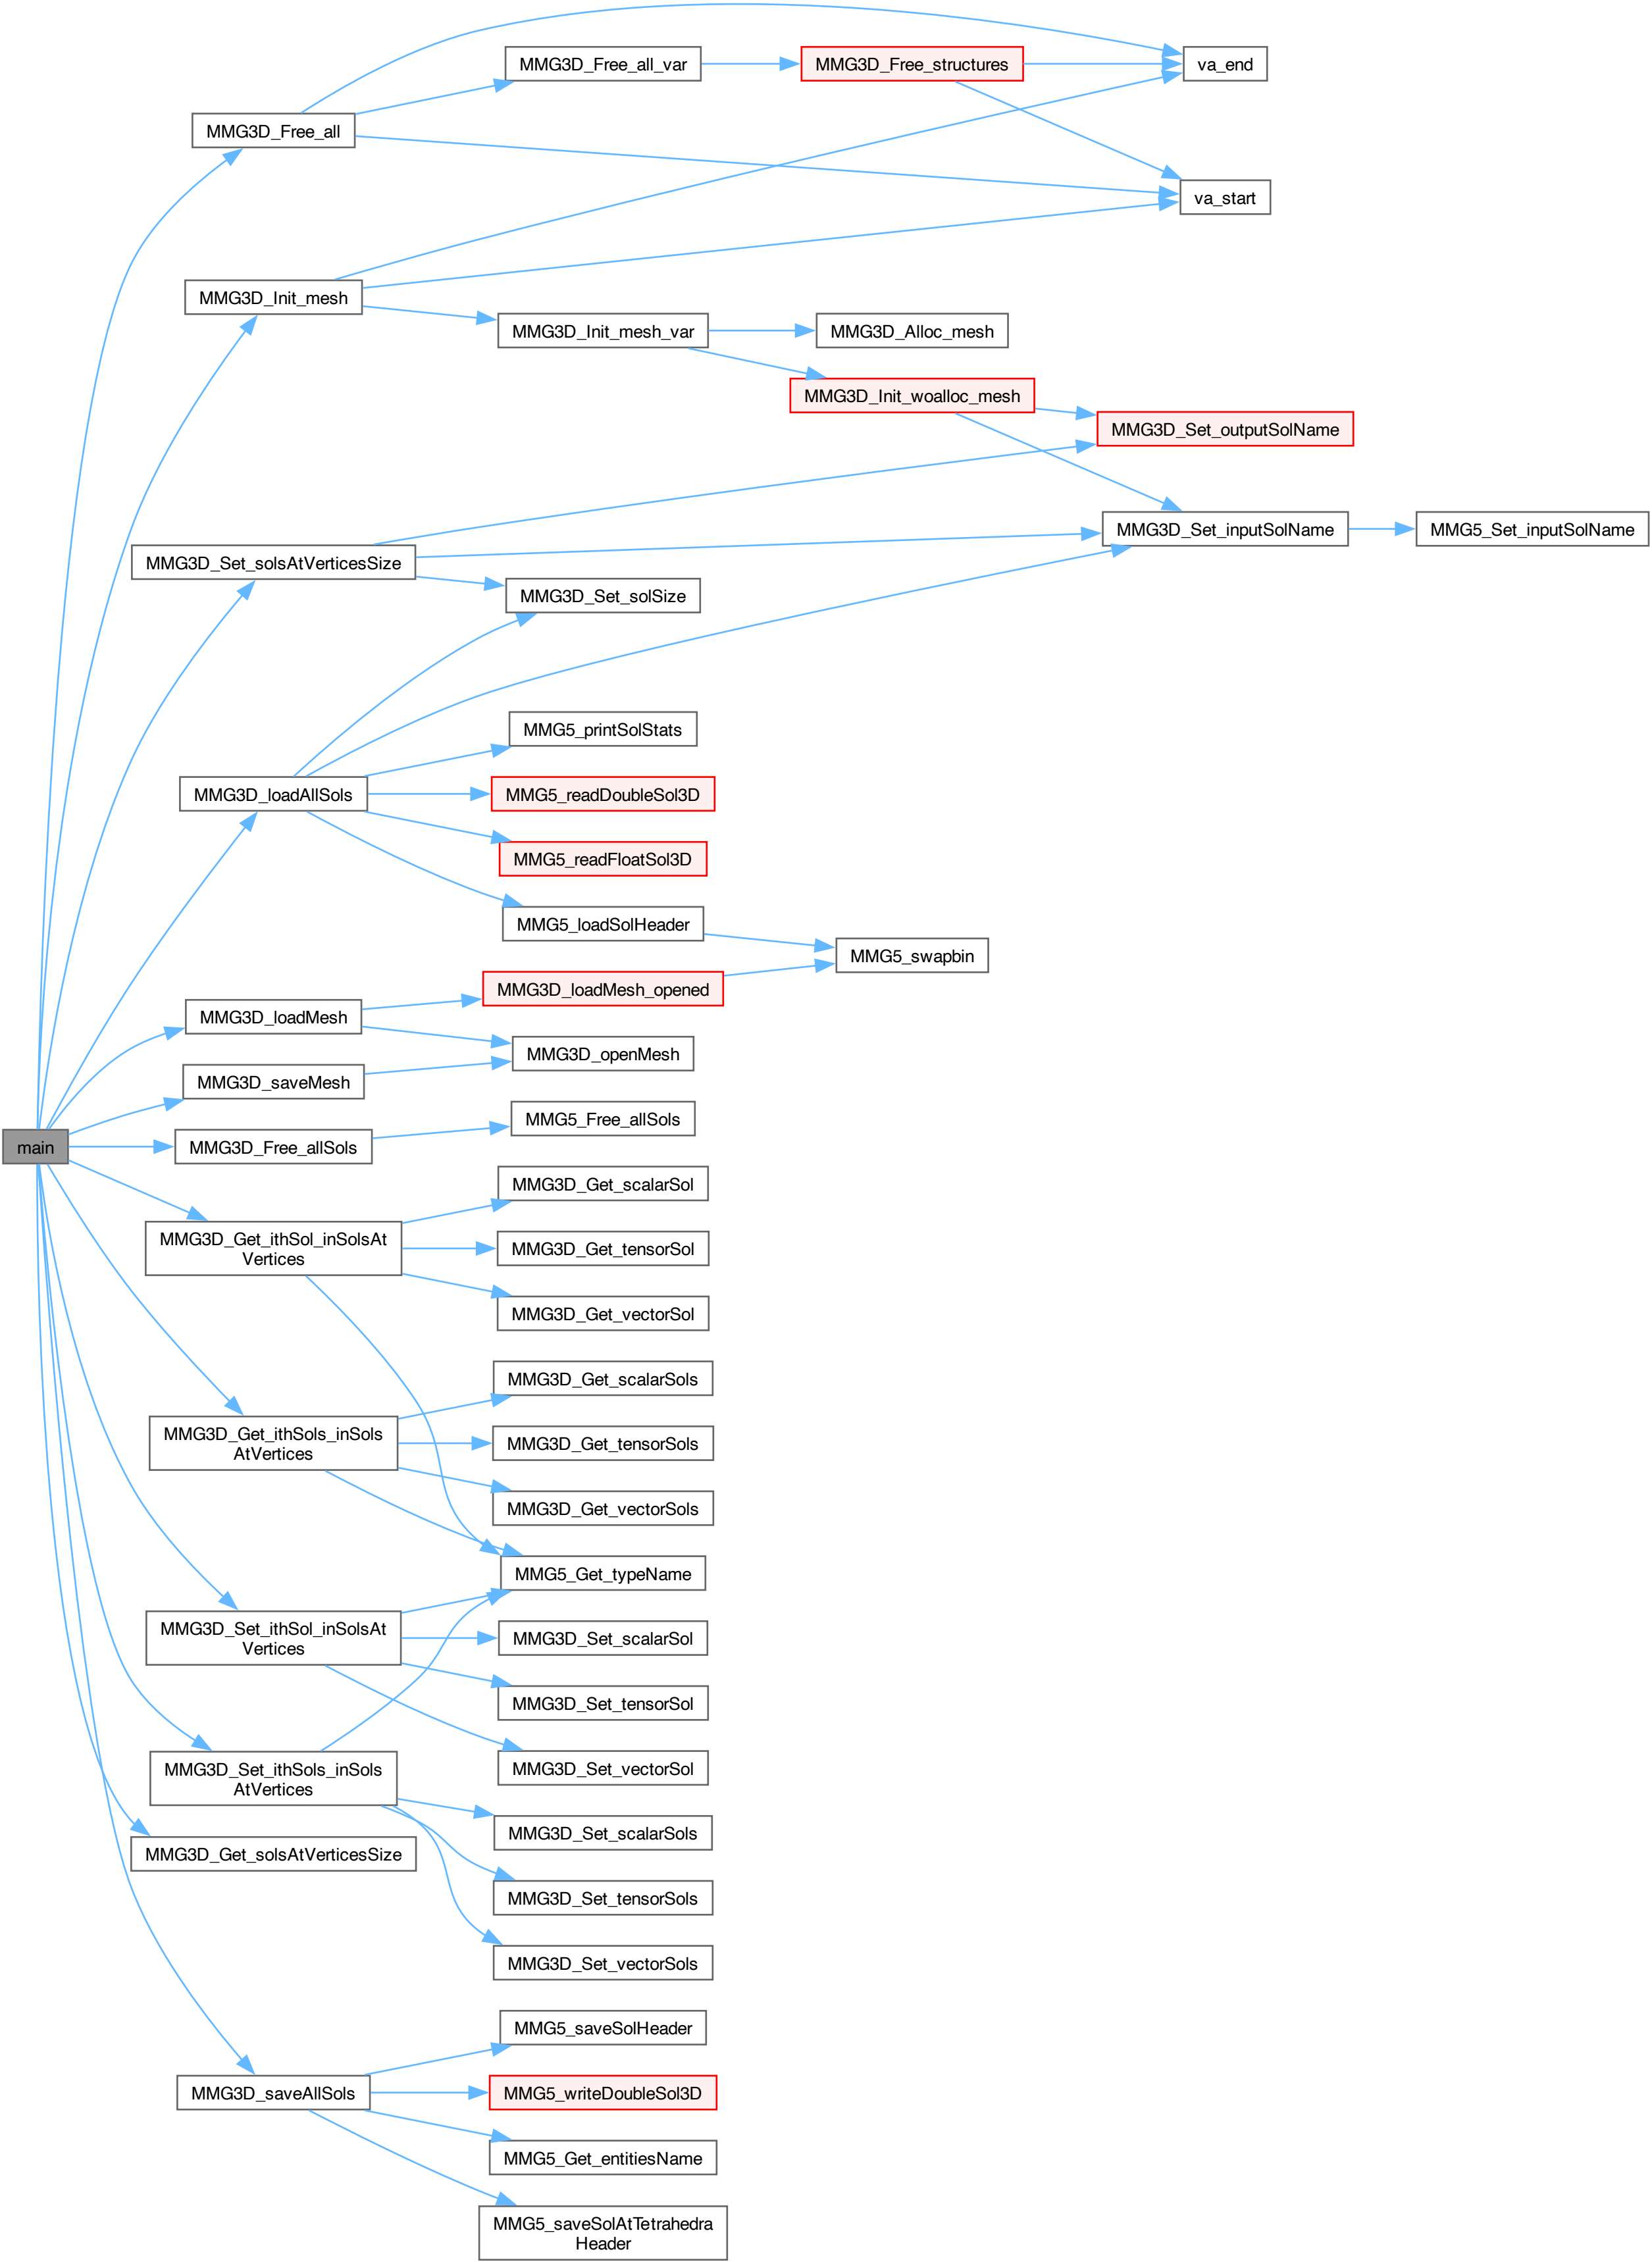 MMG3D_Free_all_var
MMG3D_Free_structures
va_end
MMG3D_Free_all
va_start
MMG3D_Init_mesh
MMG3D_Init_mesh_var
MMG3D_Alloc_mesh
MMG3D_Init_woalloc_mesh
MMG3D_Set_outputSolName
MMG3D_Set_inputSolName
MMG5_Set_inputSolName
MMG3D_Set_solsAtVerticesSize
MMG3D_Set_solSize
MMG5_printSolStats
MMG3D_loadAllSols
MMG5_readDoubleSol3D
MMG5_readFloatSol3D
MMG5_loadSolHeader
MMG5_swapbin
MMG3D_loadMesh_opened
MMG3D_loadMesh
MMG3D_openMesh
MMG3D_saveMesh
MMG5_Free_allSols
main
MMG3D_Free_allSols
MMG3D_Get_scalarSol
MMG3D_Get_ithSol_inSolsAt
Vertices
MMG3D_Get_tensorSol
MMG3D_Get_vectorSol
MMG3D_Get_scalarSols
MMG3D_Get_ithSols_inSols
AtVertices
MMG3D_Get_tensorSols
MMG3D_Get_vectorSols
MMG5_Get_typeName
MMG3D_Set_ithSol_inSolsAt
Vertices
MMG3D_Set_scalarSol
MMG3D_Set_tensorSol
MMG3D_Set_vectorSol
MMG3D_Set_ithSols_inSols
AtVertices
MMG3D_Set_scalarSols
MMG3D_Get_solsAtVerticesSize
MMG3D_Set_tensorSols
MMG3D_Set_vectorSols
MMG5_saveSolHeader
MMG3D_saveAllSols
MMG5_writeDoubleSol3D
MMG5_Get_entitiesName
MMG5_saveSolAtTetrahedra
Header